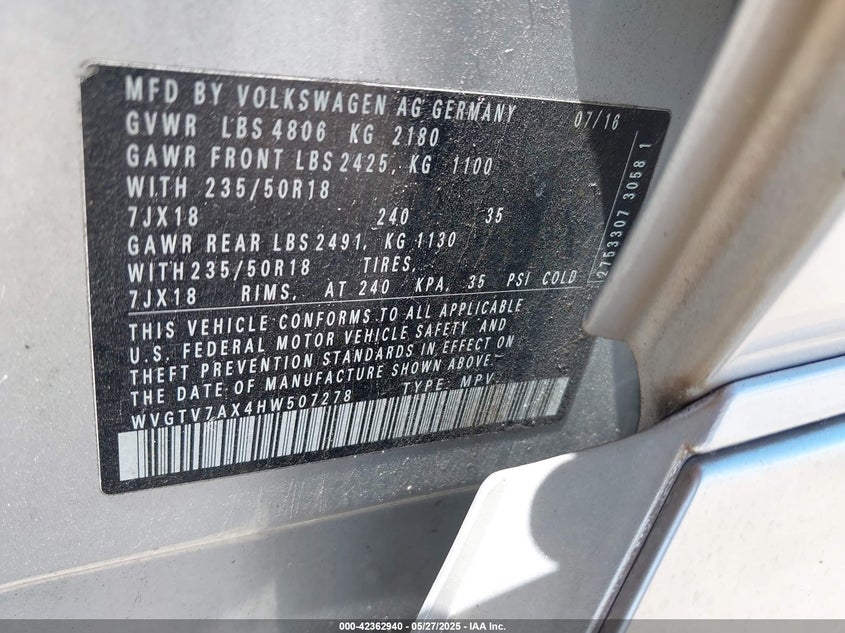 MFD BY VOLKSWAGEN AG GERMANY 07/16
GVWR LBS 4806 KG 2180
GAWR FRONT LBS 2425, KG 1100
WITH 235/50R18
7JX18 240 35
GAWR REAR LBS 2491, KG 1130
WITH 235/50R18 TIRES,
7JX18 RIMS, AT 240 KPA, 35 PSI COLD
THIS VEHICLE CONFORMS TO ALL APPLICABLE
U.S. FEDERAL MOTOR VEHICLE SAFETY AND
THEFT PREVENTION STANDARDS IN EFFECT ON
THE DATE OF MANUFACTURE SHOWN ABOVE.
WVGTV7AX4HW507278 TYPE: MPV
2753307 3058 1
000-42362940 - 05/27/2025 - IAA Inc.